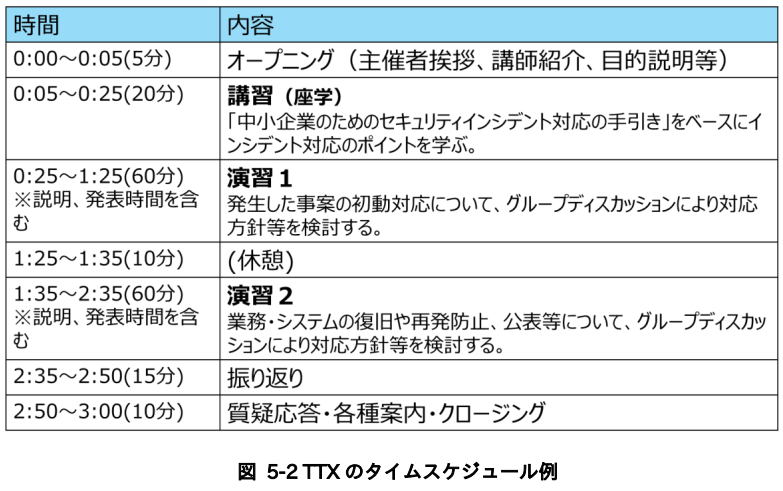 時間
内容
0:00～0:05(5分)
オープニング（主催者挨拶、講師紹介、目的説明等）
0:05～0:25(20分)
講習（座学）
「中小企業のためのセキュリティインシデント対応の手引き」をベースにイ
ンシデント対応のポイントを学ぶ。
0:25～1:25(60分)
※説明、発表時間を含
む
演習１
発生した事案の初動対応について、グループディスカッションにより対応
方針等を検討する。
1:25～1:35(10分)
(休憩)
1:35～2:35(60分)
※説明、発表時間を含
む
演習２
業務・システムの復旧や再発防止、公表等について、グループディスカッ
ションにより対応方針等を検討する。
2:35～2:50(15分)
振り返り
2:50～3:00(10分)
質疑応答・各種案内・クロージング
図 5-2 TTX のタイムスケジュール例